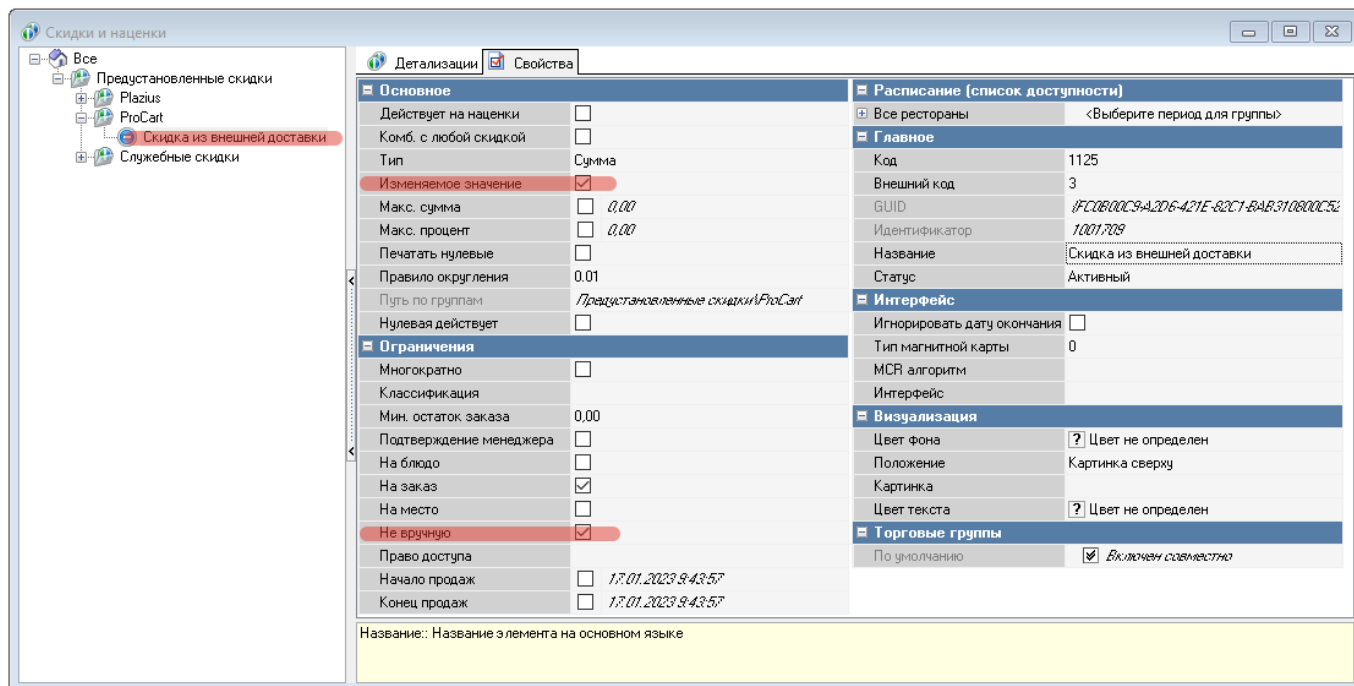 Скидки и наценки
Все
Предустановленные скидки
Plazius
ProCart
Скидка из внешней доставки
Служебные скидки
Детализации Свойства
Основное
Действует на наценки
Комб. с любой скидкой
Тип Сумма
Изменяемое значение
Макс. сумма 0,00
Макс. процент 0,00
Печатать нулевые
Правило округления 0.01
Путь по группам Предустановленные скидки\ProCart
Нулевая действует
Ограничения
Многократно
Классификация
Мин. остаток заказа 0,00
Подтверждение менеджера
На блюдо
На заказ
На место
Не вручную
Право доступа
Начало продаж 17.01.2023 9:43:57
Конец продаж 17.01.2023 9:43:57
Расписание (список доступности)
Все рестораны <Выберите период для группы>
Главное
Код 1125
Внешний код 3
GUID {FC0B00C9-A2D6-421E-82C1-BAB310800C52
Идентификатор 1001709
Название Скидка из внешней доставки
Статус Активный
Интерфейс
Игнорировать дату окончания
Тип магнитной карты 0
MCR алгоритм
Интерфейс
Визуализация
Цвет фона ? Цвет не определен
Положение Картинка сверху
Картинка
Цвет текста ? Цвет не определен
Торговые группы
По умолчанию Включен совместно
Название:: Название элемента на основном языке